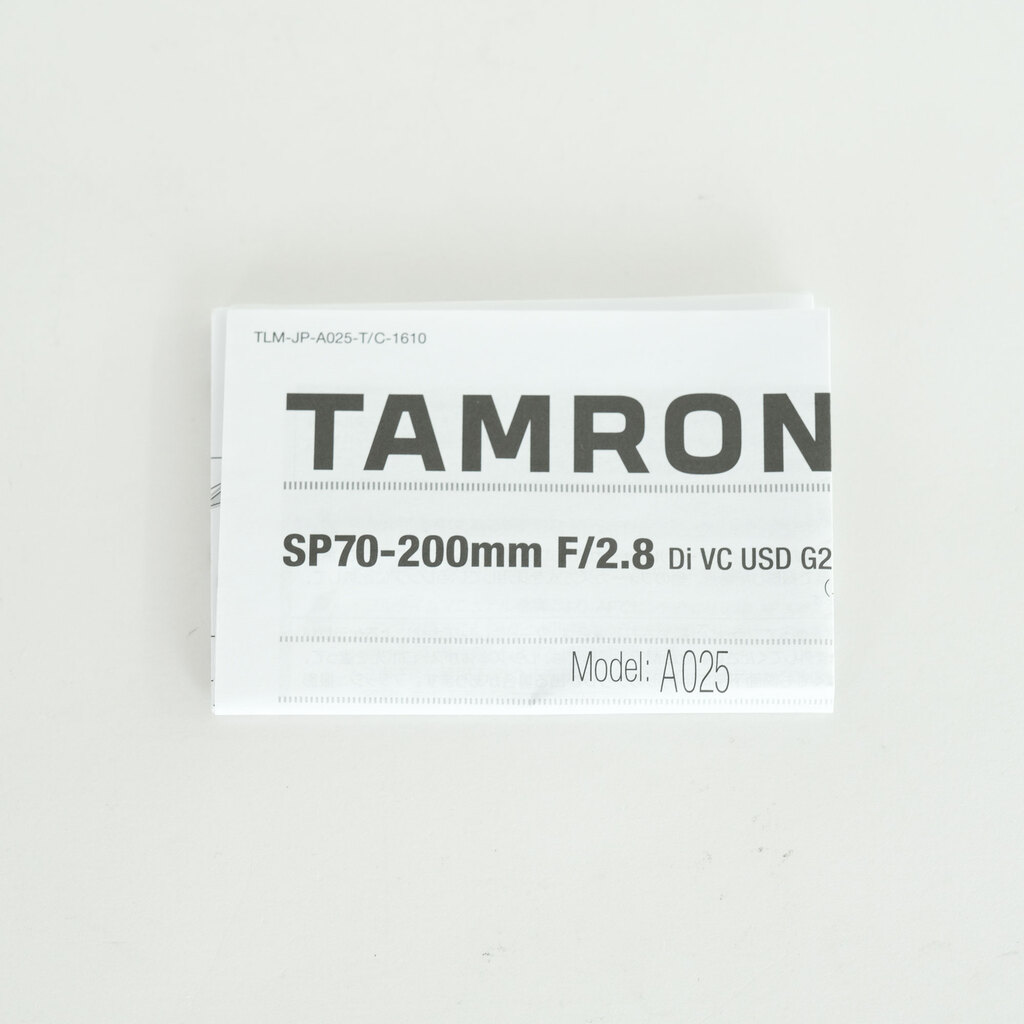 TLM-JP-A025-T/C-1610
TAMRON
SP70-200mm F/2.8 Di VC USD G2
Model: A025